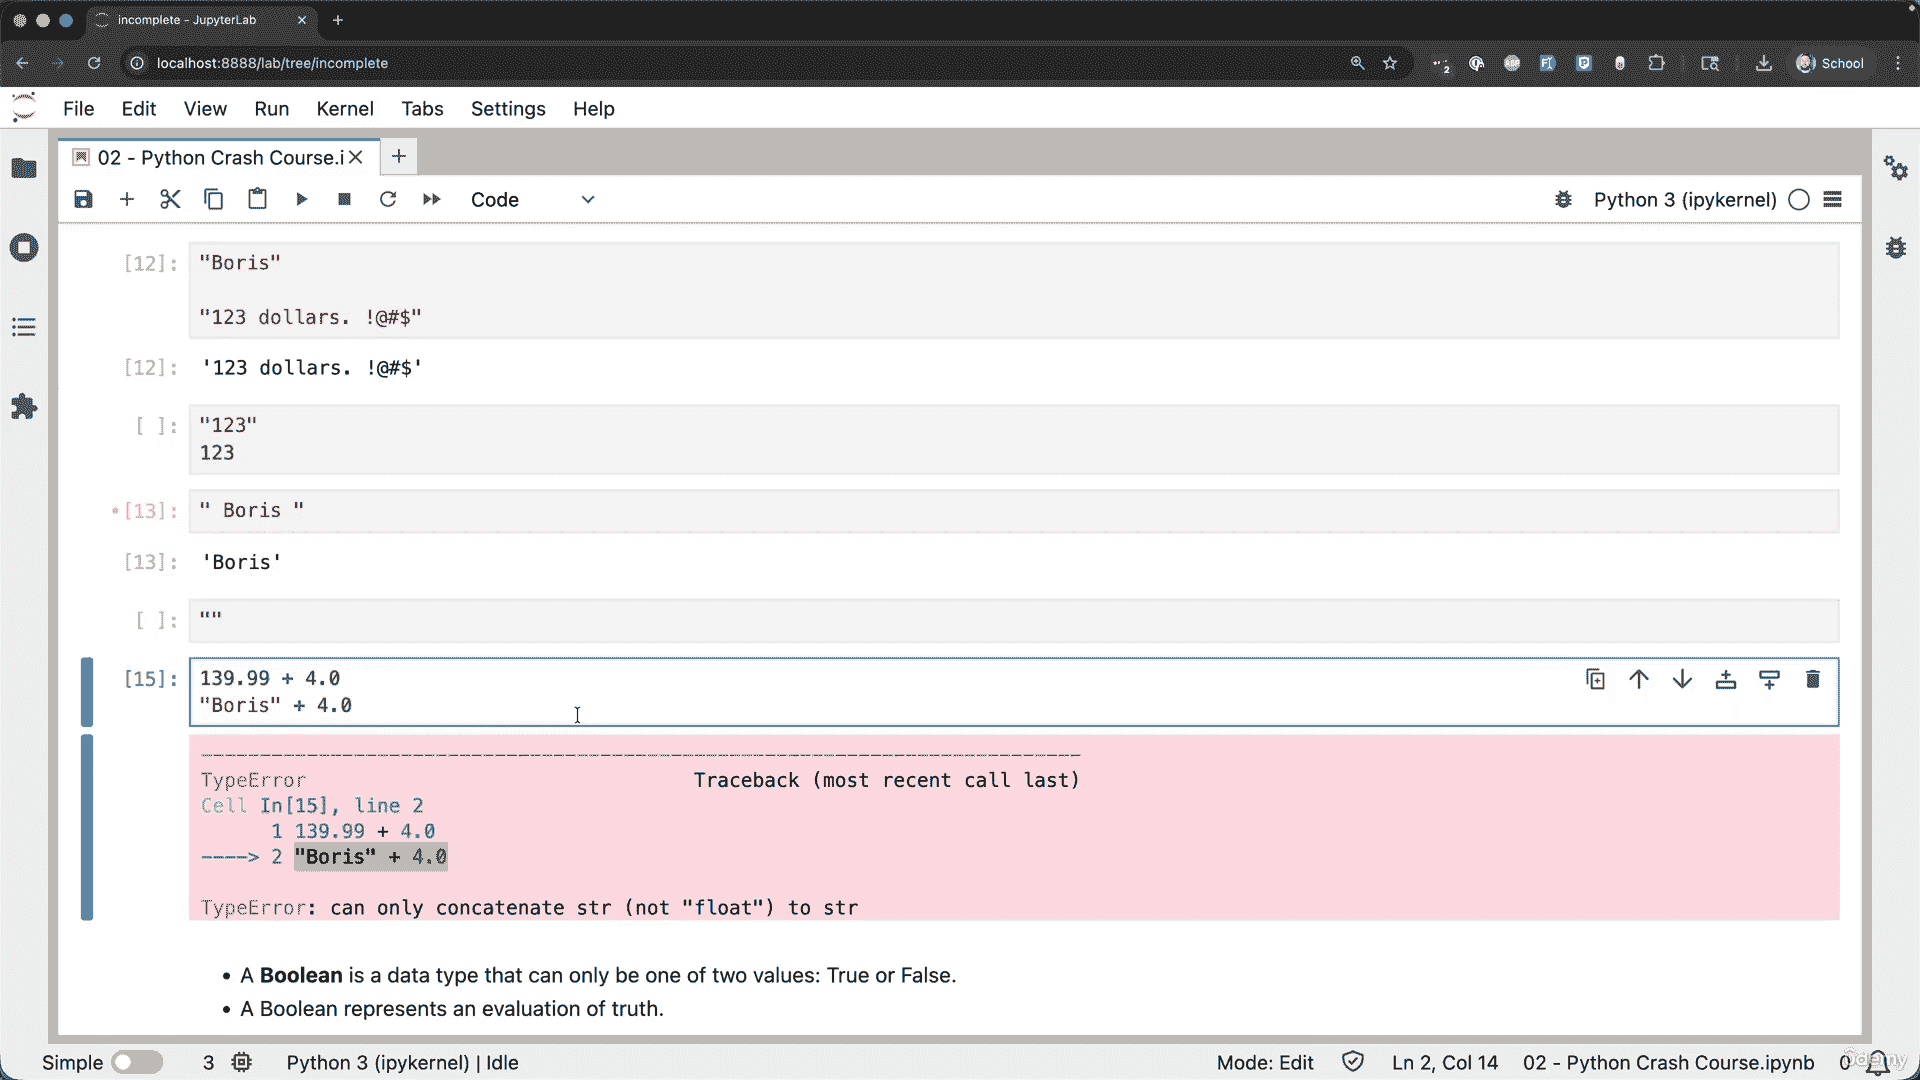 incomplete - JupyterLab
localhost:8888/lab/tree/incomplete
2
School
File Edit View Run Kernel Tabs Settings Help
02 - Python Crash Course.i
Code
Python 3 (ipykernel)
[12]: "Boris"
"123 dollars. !@#$"
[12]: '123 dollars. !@#$'
[ ]: "123"
123
[13]: " Boris "
[13]: 'Boris'
[ ]: ""
[15]: 139.99 + 4.0
"Boris" + 4.0
---------------------------------------------------------------------------
TypeError Traceback (most recent call last)
Cell In[15], line 2
1 139.99 + 4.0
----> 2 "Boris" + 4.0
TypeError: can only concatenate str (not "float") to str
• A Boolean is a data type that can only be one of two values: True or False.
• A Boolean represents an evaluation of truth.
Simple 3 Python 3 (ipykernel) | Idle Mode: Edit Ln 2, Col 14 02 - Python Crash Course.ipynb 0
udemy